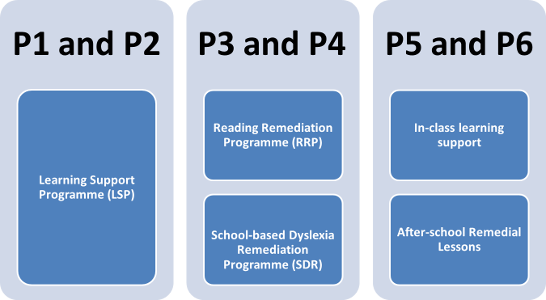 P1 and P2
Learning Support
Programme (LSP)
P3 and P4
Reading Remediation
Programme (RRP)
School-based Dyslexia
Remediation
Programme (SDR)
P5 and P6
In-class learning
support
After-school Remedial
Lessons